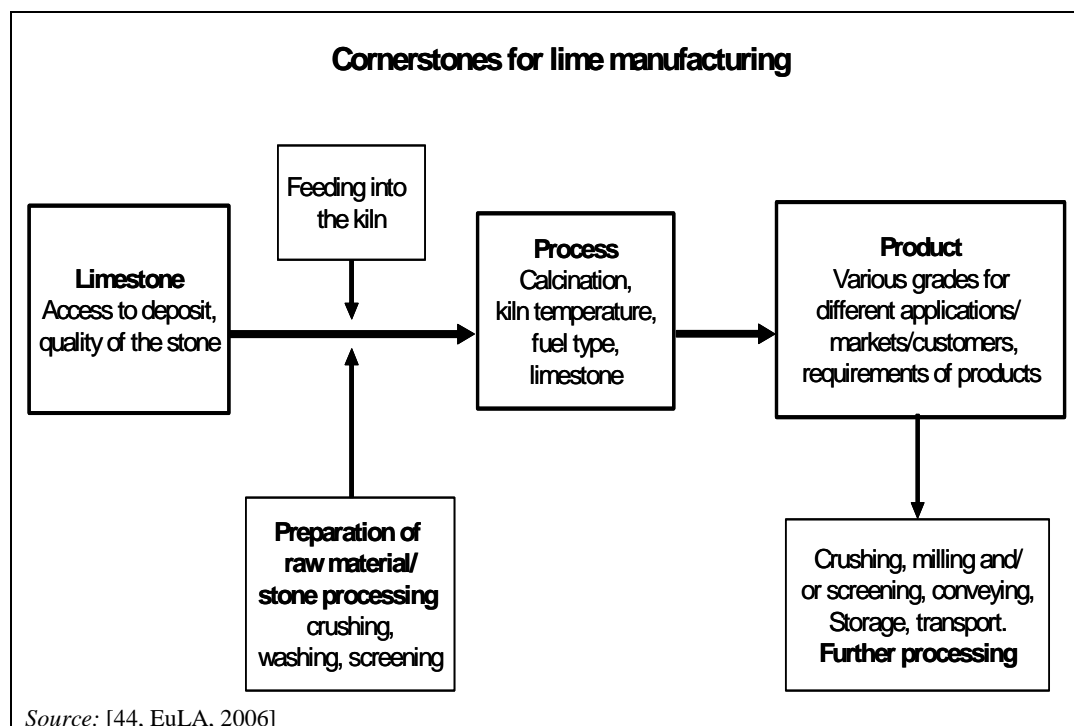 Cornerstones for lime manufacturing
Feeding into
the kiln
Limestone
Access to deposit,
quality of the stone
Process
Calcination,
kiln temperature,
fuel type,
limestone
Product
Various grades for
different applications/
markets/customers,
requirements of products
Preparation of
raw material/
stone processing
crushing,
washing, screening
Crushing, milling and/
or screening, conveying,
Storage, transport.
Further processing
Source: [44, EuLA, 2006]